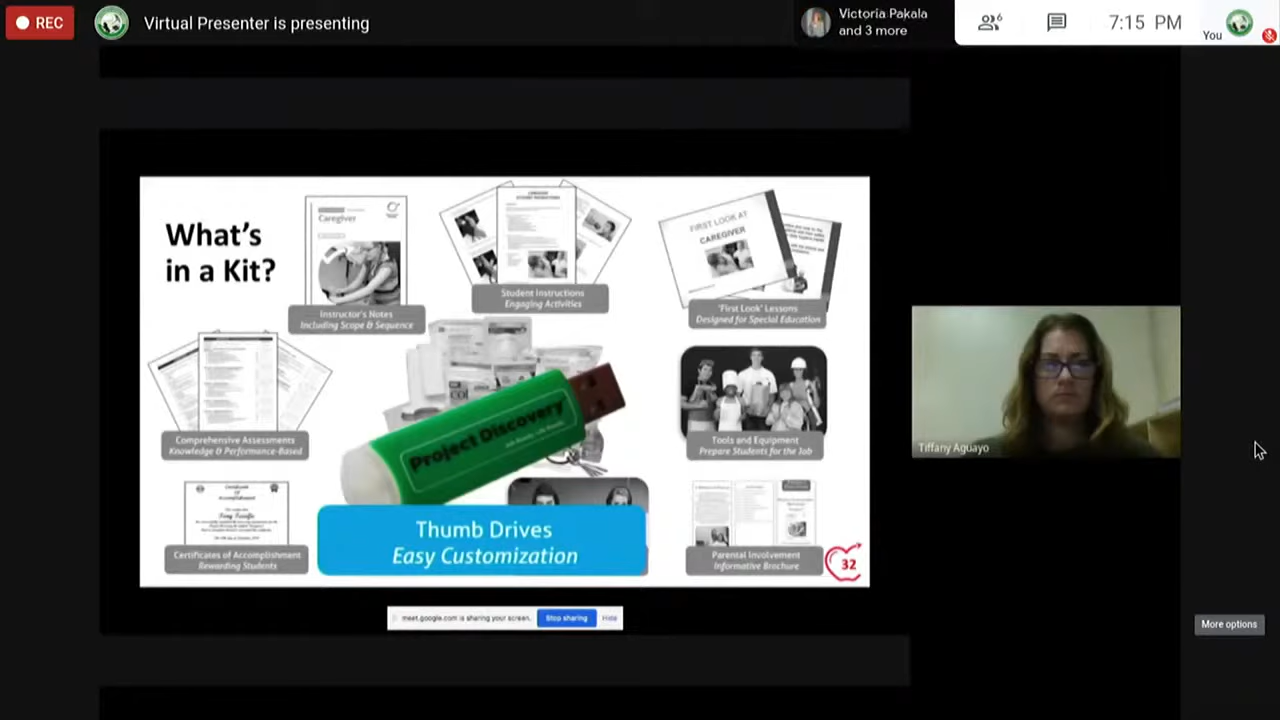 REC
Virtual Presenter is presenting
Victoria Pakala
and 3 more
6
7:15 PM
You
What's
in a Kit?
Caregiver
Instructor's Notes
Including Scope & Sequence
Student Instructions
Engaging Activities
FIRST LOOK AT
CAREGIVER
'First Look' Lessons
Designed for Special Education
Comprehensive Assessments
Knowledge & Performance-Based
Project Discovery
Tools and Equipment
Prepare Students for the Job
Certificate
of
Accomplishment
Certificates of Accomplishment
Rewarding Students
Thumb Drives
Easy Customization
Parental Involvement
Informative Brochure
32
Tiffany Aguayo
meet.google.com is sharing your screen.
Stop sharing
Hide
More options